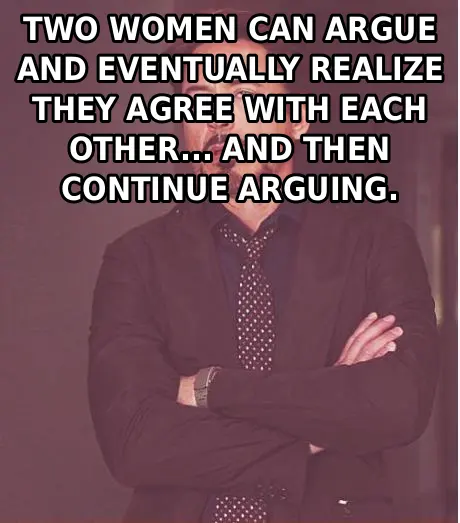 TWO WOMEN CAN ARGUE
AND EVENTUALLY REALIZE
THEY AGREE WITH EACH
OTHER... AND THEN
CONTINUE ARGUING.